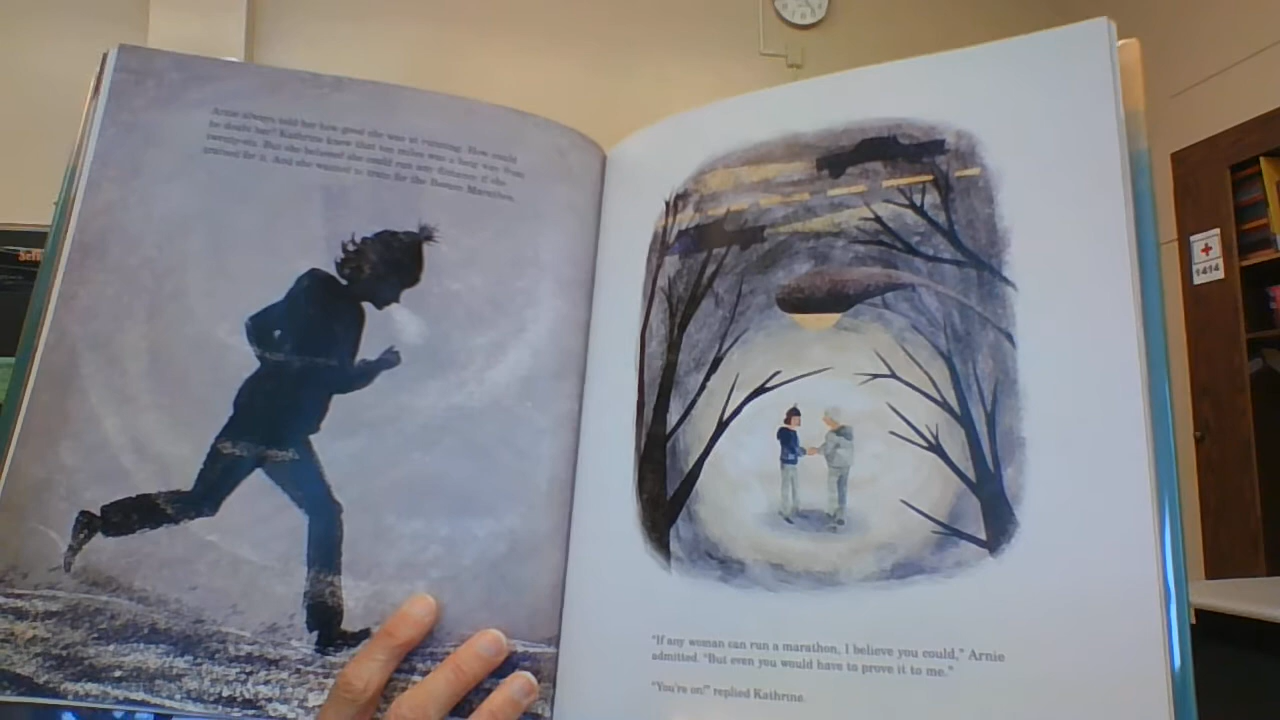 Arnie always told her how good she was at running. How could
he doubt her? Kathrine knew that ten miles was a long way from
twenty-six. But she believed she could run any distance if she
trained for it. And she wanted to train for the Boston Marathon.
"If any woman can run a marathon, I believe you could," Arnie
admitted. "But even you would have to prove it to me."
"You're on!" replied Kathrine.
1414